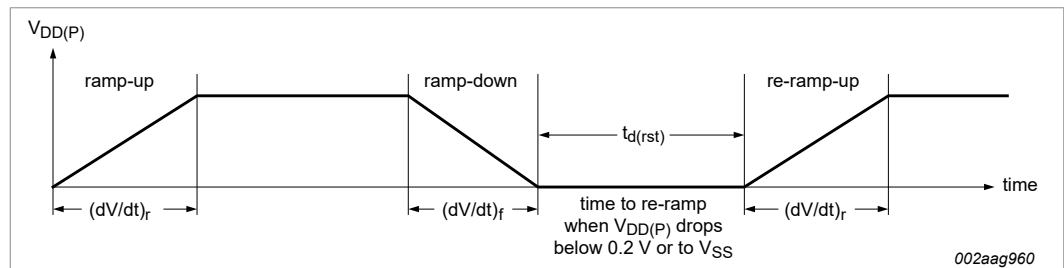 VDD(P)
ramp-up
ramp-down
re-ramp-up
td(rst)
time
(dV/dt)r
(dV/dt)f
time to re-ramp
when VDD(P) drops
below 0.2 V or to VSS
(dV/dt)r
002aag960